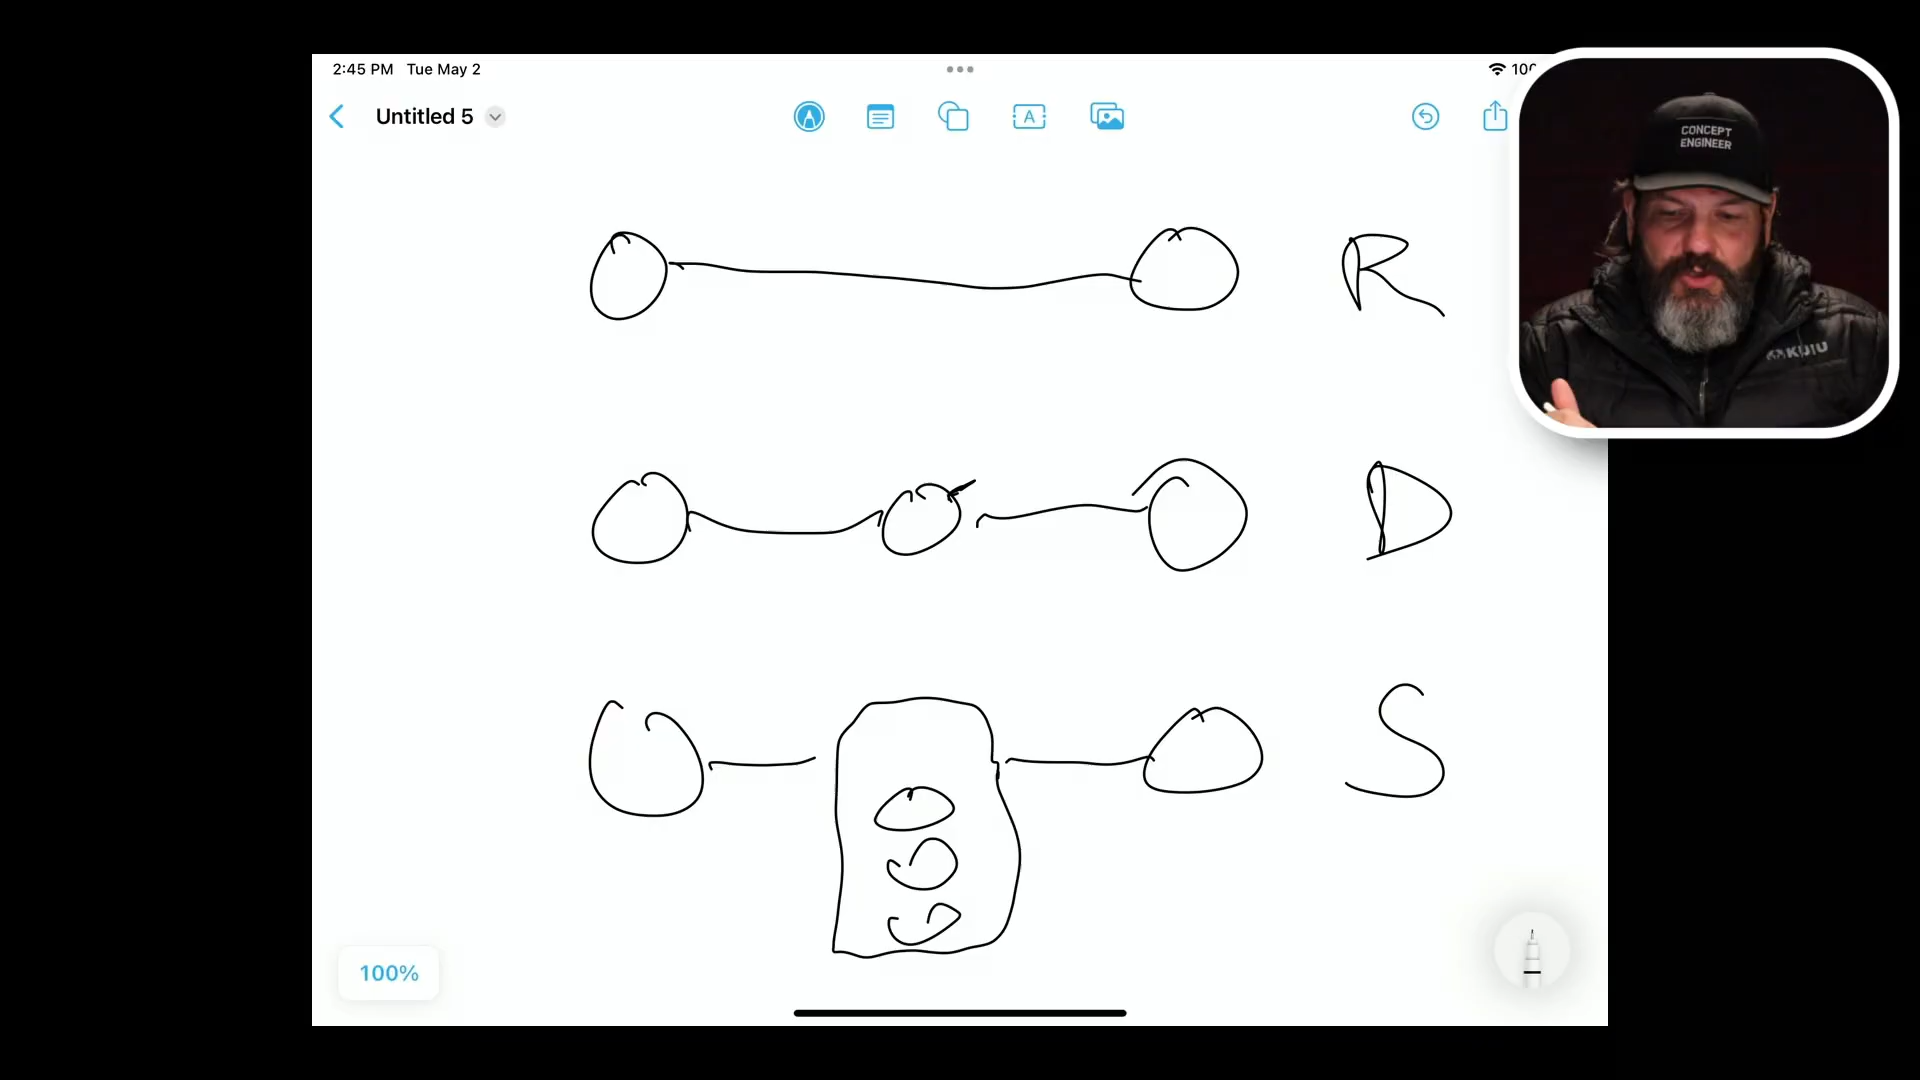 2:45 PM Tue May 2
Untitled 5
A
CONCEPT
ENGINEER
KUIU
R
D
S
100%